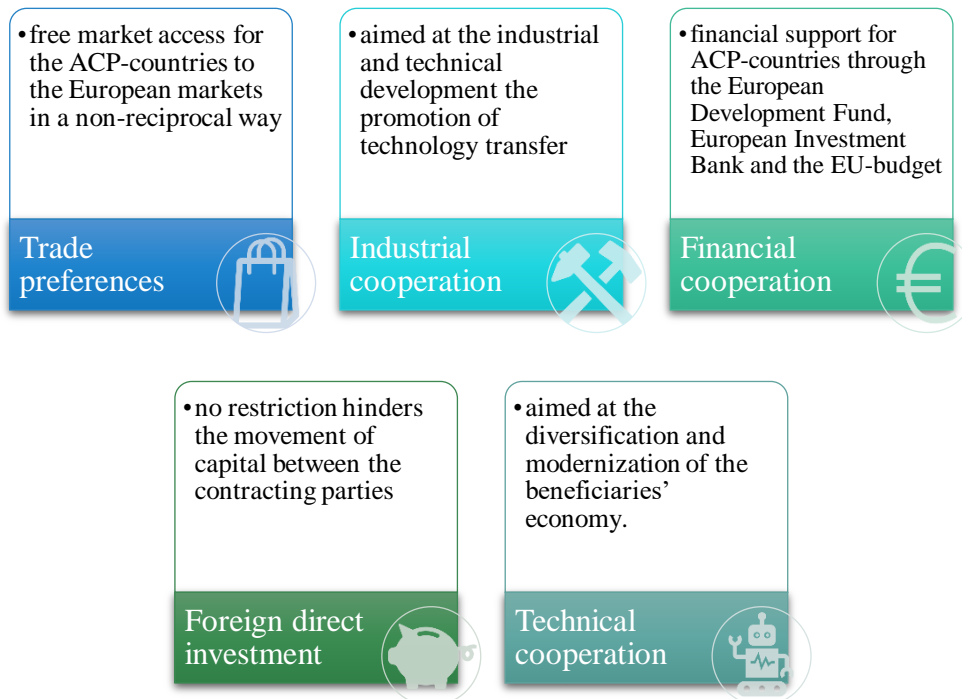 •free market access for
the ACP-countries to
the European markets
in a non-reciprocal way
Trade
preferences
•aimed at the industrial
and technical
development the
promotion of
technology transfer
Industrial
cooperation
•financial support for
ACP-countries through
the European
Development Fund,
European Investment
Bank and the EU-budget
Financial
cooperation
•no restriction hinders
the movement of
capital between the
contracting parties
Foreign direct
investment
•aimed at the
diversification and
modernization of the
beneficiaries’
economy.
Technical
cooperation